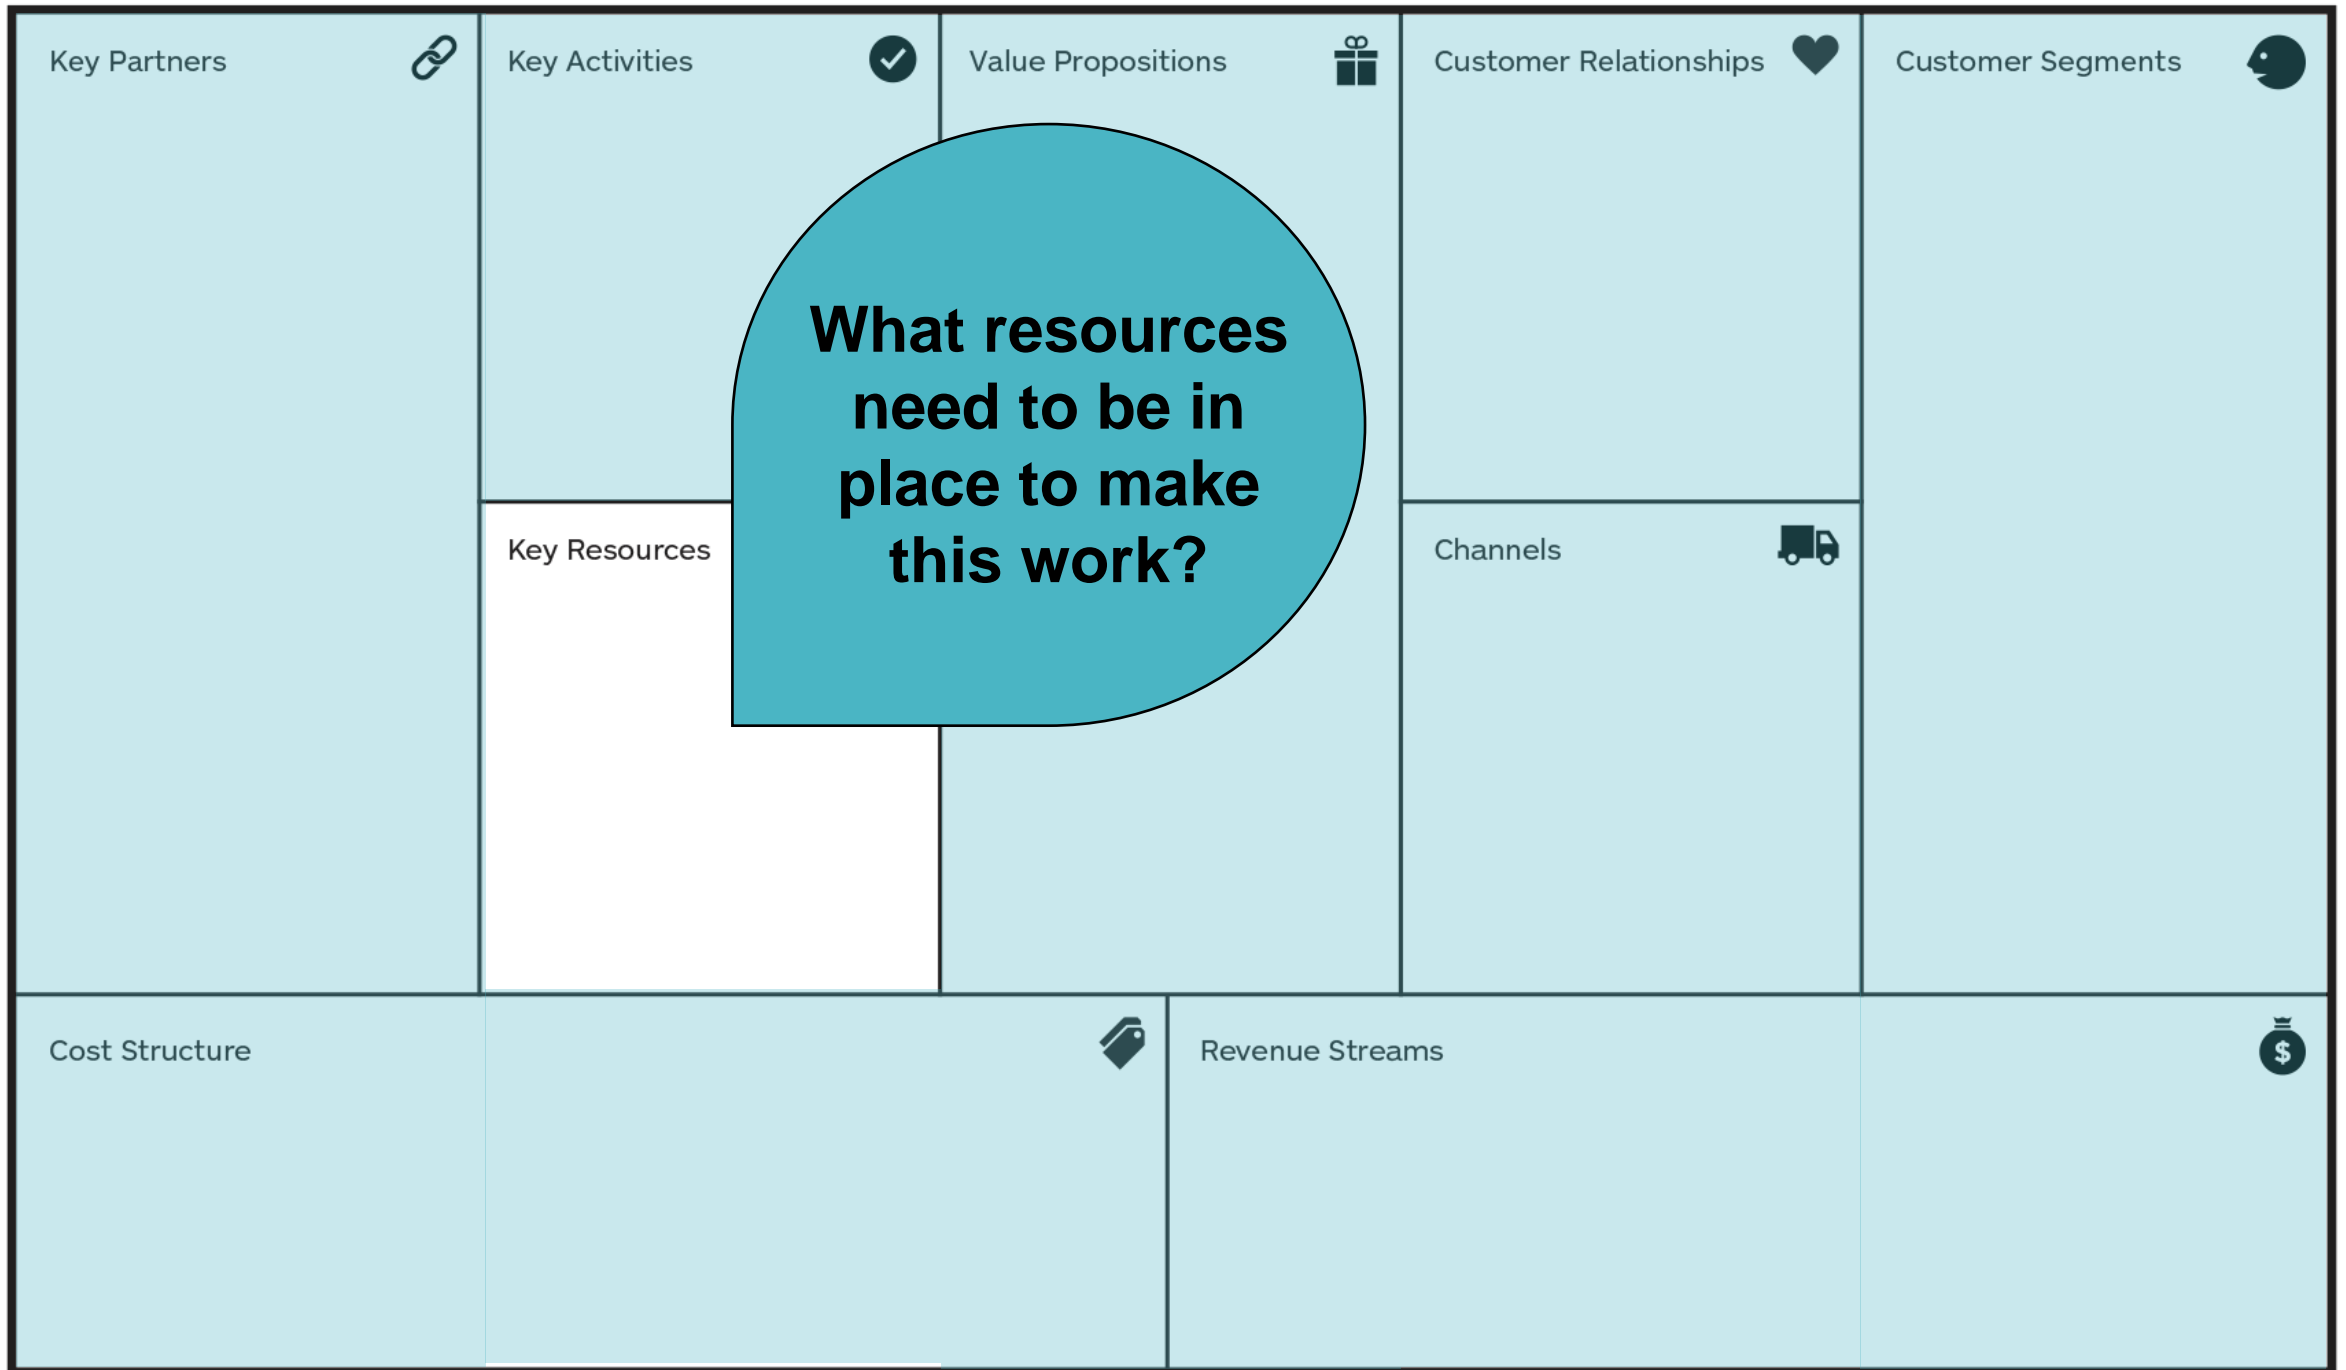 Key Partners
Key Activities
Value Propositions
Customer Relationships
Customer Segments
What resources
need to be in
place to make
this work?
Key Resources
Channels
Cost Structure
Revenue Streams
$